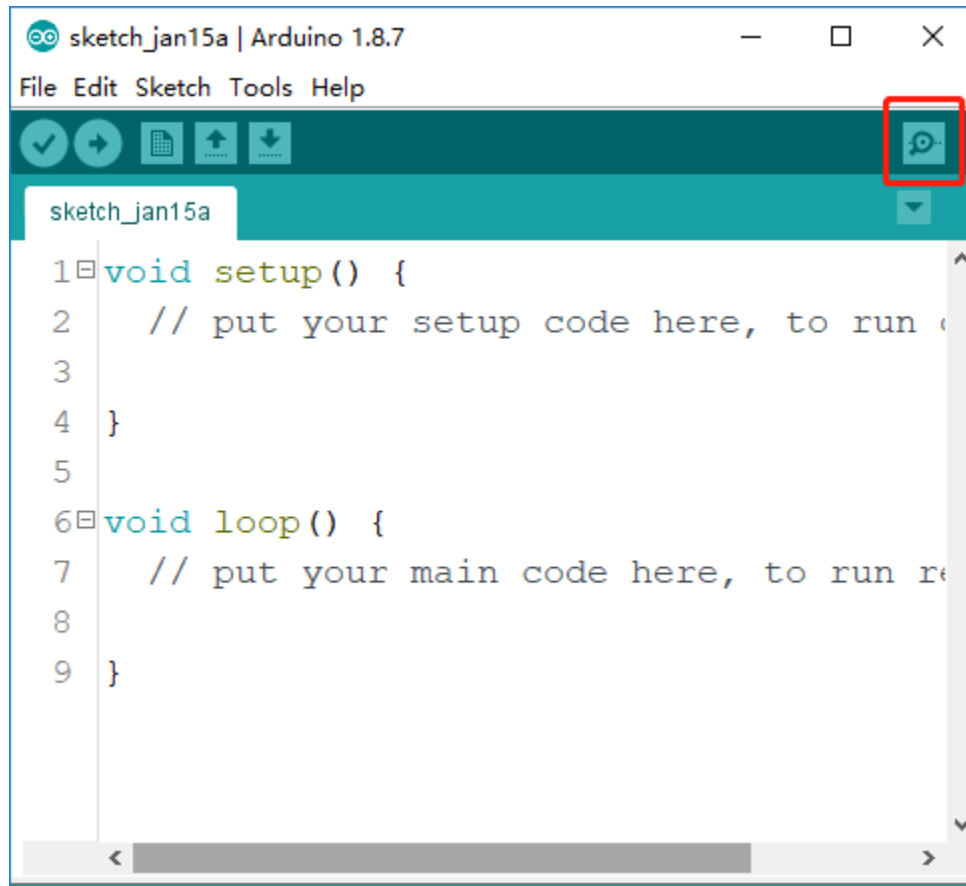 sketch_jan15a | Arduino 1.8.7
File Edit Sketch Tools Help
sketch_jan15a
1 void setup() {
2 // put your setup code here, to run
3
4 }
5
6 void loop() {
7 // put your main code here, to run
8
9 }